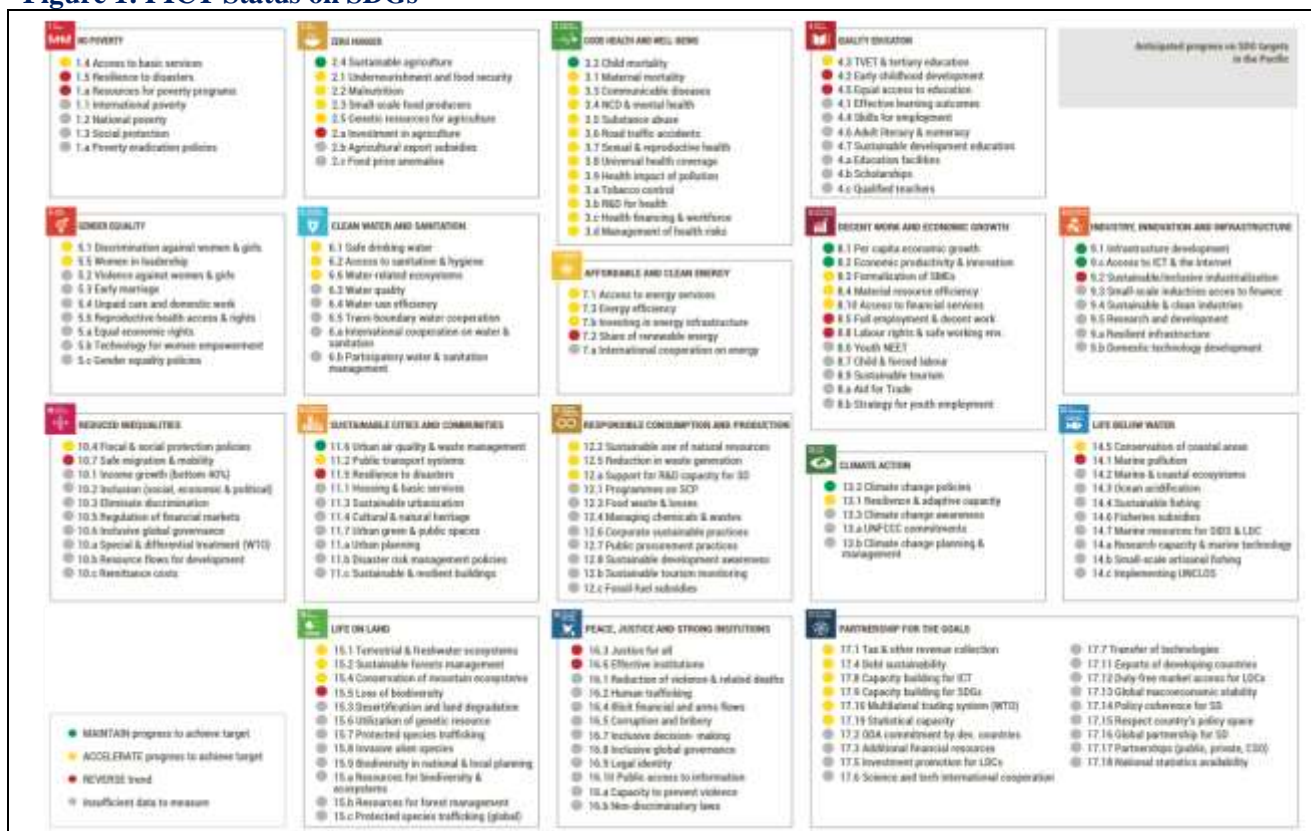 Figure 1: PICT Status on SDGs
NO POVERTY
1.4 Access to basic services
1.5 Resilience to disasters
1.a Resources for poverty programs
1.1 International poverty
1.2 National poverty
1.3 Social protection
1.a Poverty eradication policies
ZERO HUNGER
2.4 Sustainable agriculture
2.1 Undernourishment and food security
2.2 Malnutrition
2.3 Small-scale food producers
2.5 Genetic resources for agriculture
2.a Investment in agriculture
2.b Agricultural export subsidies
2.c Food price anomalies
GOOD HEALTH AND WELL BEING
3.2 Child mortality
3.1 Maternal mortality
3.3 Communicable diseases
3.4 NCD & mental health
3.5 Substance abuse
3.6 Road traffic accidents
3.7 Sexual & reproductive health
3.8 Universal health coverage
3.9 Health impact of pollution
3.a Tobacco control
3.b R&D for health
3.c Health financing & workforce
3.d Management of health risks
QUALITY EDUCATION
4.3 TVET & tertiary education
4.2 Early childhood development
4.5 Equal access to education
4.1 Effective learning outcomes
4.4 Skills for employment
4.6 Adult literacy & numeracy
4.7 Sustainable development education
4.a Education facilities
4.b Scholarships
4.c Qualified teachers
Anticipated progress on SDG targets
in the Pacific
GENDER EQUALITY
5.1 Discrimination against women & girls
5.5 Women in leadership
5.2 Violence against women & girls
5.3 Early marriage
5.4 Unpaid care and domestic work
5.6 Reproductive health access & rights
5.a Equal economic rights
5.b Technology for women empowerment
5.c Gender equality policies
CLEAN WATER AND SANITATION
6.1 Safe drinking water
6.2 Access to sanitation & hygiene
6.6 Water-related ecosystems
6.3 Water quality
6.4 Water-use efficiency
6.5 Trans-boundary water cooperation
6.a International cooperation on water &
sanitation
6.b Participatory water & sanitation
management
AFFORDABLE AND CLEAN ENERGY
7.1 Access to energy services
7.3 Energy efficiency
7.b Investing in energy infrastructure
7.2 Share of renewable energy
7.a International cooperation on energy
DECENT WORK AND ECONOMIC GROWTH
8.1 Per capita economic growth
8.2 Economic productivity & innovation
8.3 Formalization of SMEs
8.4 Material resource efficiency
8.10 Access to financial services
8.5 Full employment & decent work
8.8 Labour rights & safe working env.
8.6 Youth NEET
8.7 Child & forced labour
8.9 Sustainable tourism
8.a Aid for Trade
8.b Strategy for youth employment
INDUSTRY, INNOVATION AND INFRASTRUCTURE
9.1 Infrastructure development
9.c Access to ICT & the internet
9.2 Sustainable/inclusive industrialization
9.3 Small-scale industries acces to finance
9.4 Sustainable & clean industries
9.5 Research and development
9.a Resilient infrastructure
9.b Domestic technology development
REDUCED INEQUALITIES
10.4 Fiscal & social protection policies
10.7 Safe migration & mobility
10.1 Income growth (bottom 40%)
10.2 Inclusion (social, economic & political)
10.3 Eliminate discrimination
10.5 Regulation of financial markets
10.6 Inclusive global governance
10.a Special & differential treatment (WTO)
10.b Resource flows for development
10.c Remittance costs
SUSTAINABLE CITIES AND COMMUNITIES
11.6 Urban air quality & waste management
11.2 Public transport systems
11.5 Resilience to disasters
11.1 Housing & basic services
11.3 Sustainable urbanization
11.4 Cultural & natural heritage
11.7 Urban green & public spaces
11.a Urban planning
11.b Disaster risk management policies
11.c Sustainable & resilient buildings
RESPONSIBLE CONSUMPTION AND PRODUCTION
12.2 Sustainable use of natural resources
12.5 Reduction in waste generation
12.a Support for R&D capacity for SD
12.1 Programmes on SCP
12.3 Food waste & losses
12.4 Managing chemicals & wastes
12.6 Corporate sustainable practices
12.7 Public procurement practices
12.8 Sustainable development awareness
12.b Sustainable tourism monitoring
12.c Fossil-fuel subsidies
CLIMATE ACTION
13.2 Climate change policies
13.1 Resilience & adaptive capacity
13.3 Climate change awareness
13.a UNFCCC commitments
13.b Climate change planning &
management
LIFE BELOW WATER
14.5 Conservation of coastal areas
14.1 Marine pollution
14.2 Marine & coastal ecosystems
14.3 Ocean acidification
14.4 Sustainable fishing
14.6 Fisheries subsidies
14.7 Marine resources for SIDS & LDC
14.a Research capacity & marine technology
14.b Small-scale artisanal fishing
14.c Implementing UNCLOS
LIFE ON LAND
15.1 Terrestrial & freshwater ecosystems
15.2 Sustainable forests management
15.4 Conservation of mountain ecosystems
15.5 Loss of biodiversity
15.3 Desertification and land degradation
15.6 Utilization of genetic resource
15.7 Protected species trafficking
15.8 Invasive alien species
15.9 Biodiversity in national & local planning
15.a Resources for biodiversity &
ecosystems
15.b Resources for forest management
15.c Protected species trafficking (global)
PEACE, JUSTICE AND STRONG INSTITUTIONS
16.3 Justice for all
16.6 Effective institutions
16.1 Reduction of violence & related deaths
16.2 Human trafficking
16.4 Illicit financial and arms flows
16.5 Corruption and bribery
16.7 Inclusive decision- making
16.8 Inclusive global governance
16.9 Legal identity
16.10 Public access to information
16.a Capacity to prevent violence
16.b Non-discriminatory laws
PARTNERSHIP FOR THE GOALS
17.1 Tax & other revenue collection
17.4 Debt sustainability
17.8 Capacity building for ICT
17.9 Capacity building for SDGs
17.10 Multilateral trading system (WTO)
17.19 Statistical capacity
17.2 ODA commitment by dev. countries
17.3 Additional financial resources
17.5 Investment promotion for LDCs
17.6 Science and tech international cooperation
17.7 Transfer of technologies
17.11 Exports of developing countries
17.12 Duty-free market access for LDCs
17.13 Global macroeconomic stability
17.14 Policy coherence for SD
17.15 Respect country's policy space
17.16 Global partnership for SD
17.17 Partnerships (public, private, CSO)
17.18 National statistics availability
MAINTAIN progress to achieve target
ACCELERATE progress to achieve target
REVERSE trend
Insufficient data to measure